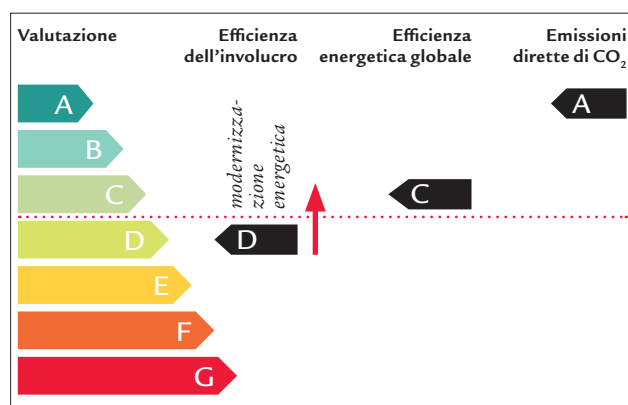 Valutazione
Efficienza
dell’involucro
Efficienza
energetica globale
Emissioni
dirette di CO₂
A
B
C
D
E
F
G
modernizza-
zione
energetica
D
C
A